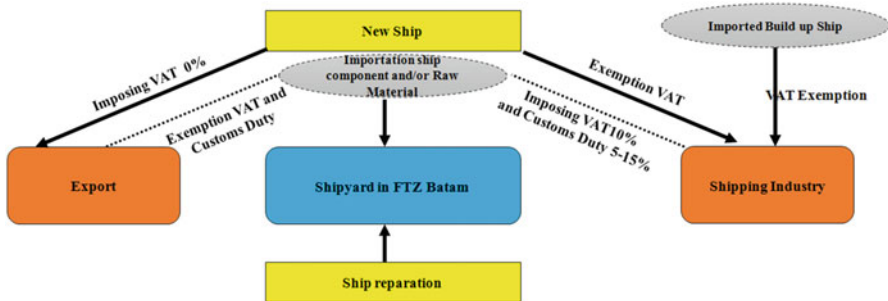 New Ship
Imported Build up Ship
Importation ship
component and/or Raw
Material
Imposing VAT 0%
Exemption VAT and
Customs Duty
Exemption VAT
Imposing VAT10%
and Customs Duty 5-15%
VAT Exemption
Export
Shipyard in FTZ Batam
Shipping Industry
Ship reparation